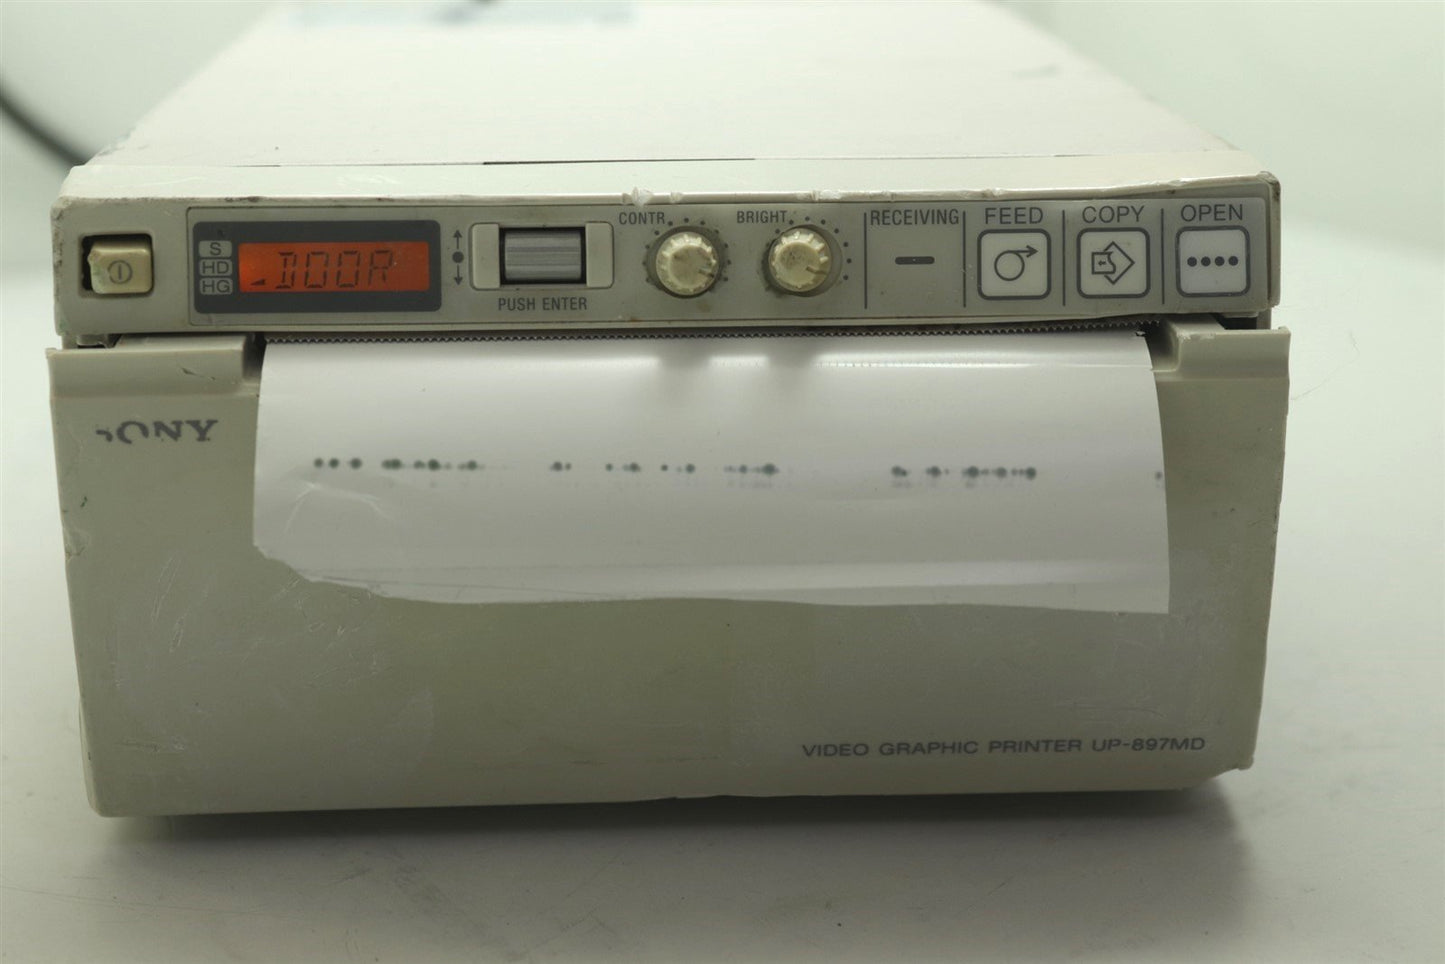 CONTR. BRIGHT. RECEIVING FEED COPY OPEN
S
HD
HG
DOOR
PUSH ENTER
SONY
VIDEO GRAPHIC PRINTER UP-897MD